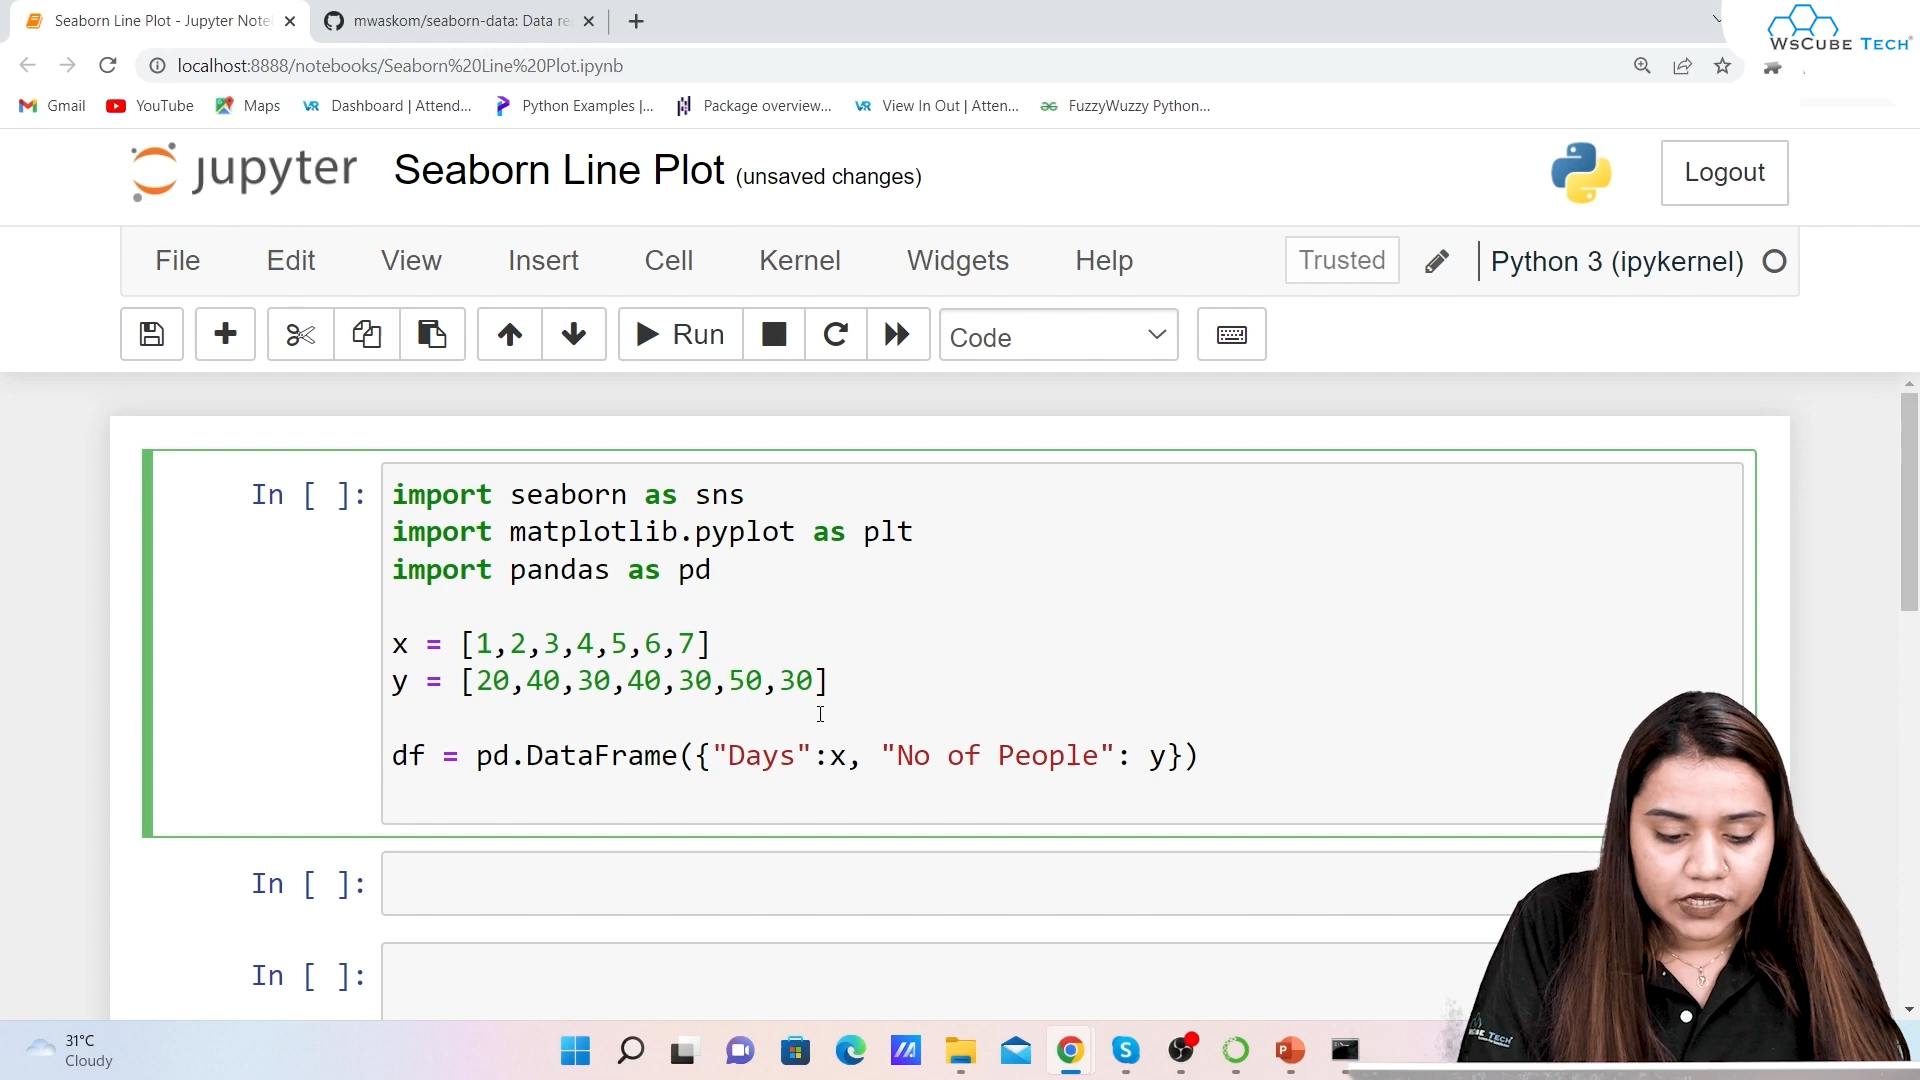 Seaborn Line Plot - Jupyter Note
mwaskom/seaborn-data: Data re
WsCube Tech
localhost:8888/notebooks/Seaborn%20Line%20Plot.ipynb
Gmail
YouTube
Maps
Dashboard | Attend...
Python Examples |...
Package overview...
View In Out | Atten...
FuzzyWuzzy Python...
jupyter
Seaborn Line Plot (unsaved changes)
Logout
File
Edit
View
Insert
Cell
Kernel
Widgets
Help
Trusted
Python 3 (ipykernel)
Run
Code
In [ ]:
import seaborn as sns
import matplotlib.pyplot as plt
import pandas as pd
x = [1,2,3,4,5,6,7]
y = [20,40,30,40,30,50,30]
df = pd.DataFrame({"Days":x, "No of People": y})
In [ ]:
In [ ]:
31°C
Cloudy